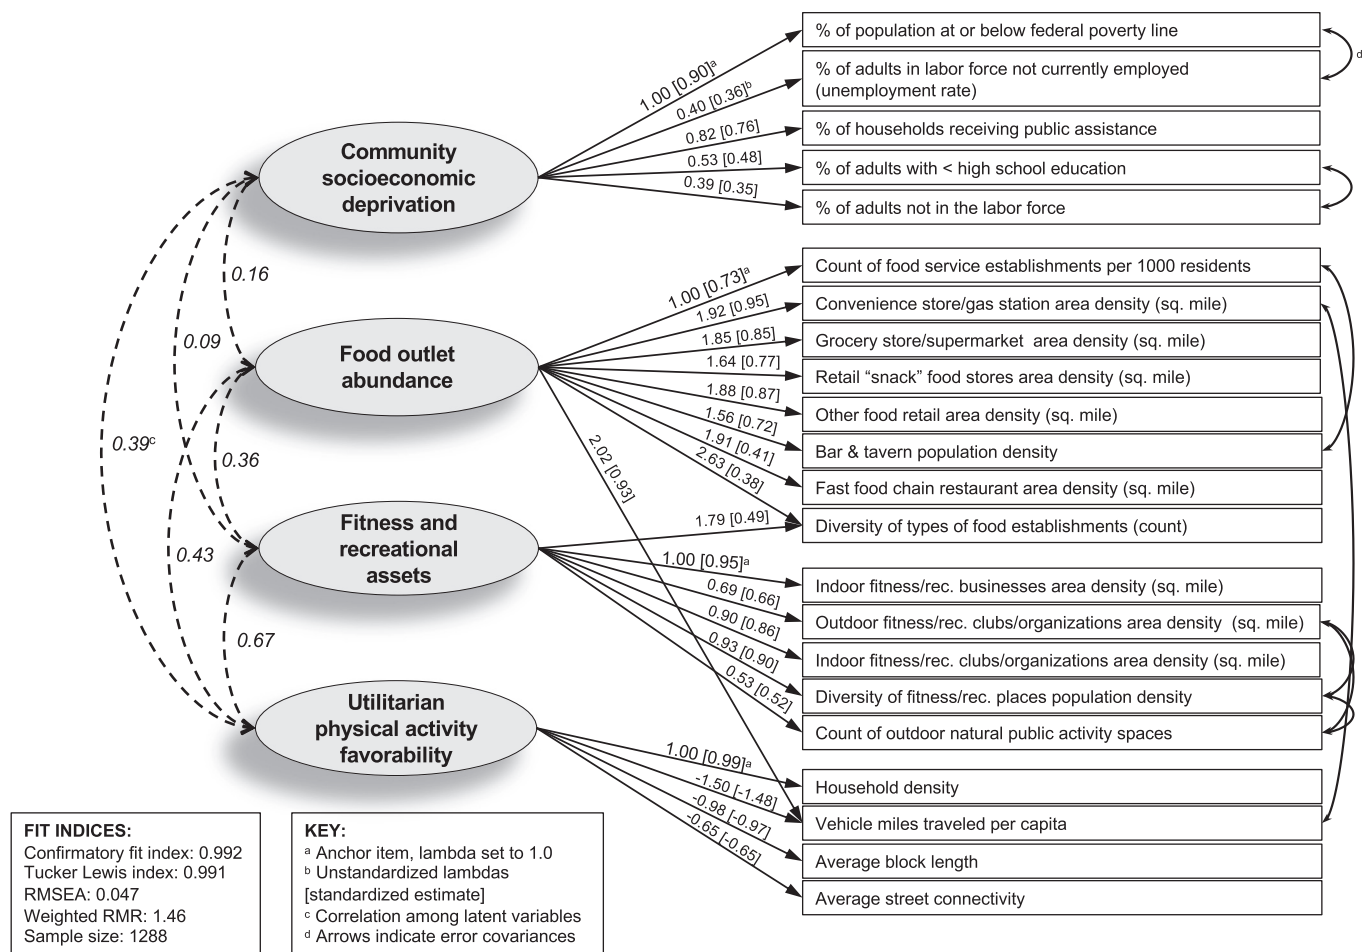 Community
socioeconomic
deprivation
Food outlet
abundance
Fitness and
recreational
assets
Utilitarian
physical activity
favorability
0.16
0.09
0.39ᶜ
0.36
0.43
0.67
1.00 [0.90]ᵃ
0.40 [0.36]ᵇ
0.82 [0.76]
0.53 [0.48]
0.39 [0.35]
% of population at or below federal poverty line
% of adults in labor force not currently employed
(unemployment rate)
% of households receiving public assistance
% of adults with < high school education
% of adults not in the labor force
d
1.00 [0.73]ᵃ
1.92 [0.95]
1.85 [0.85]
1.64 [0.77]
1.88 [0.87]
1.56 [0.72]
1.91 [0.41]
2.63 [0.38]
2.02 [0.93]
Count of food service establishments per 1000 residents
Convenience store/gas station area density (sq. mile)
Grocery store/supermarket area density (sq. mile)
Retail “snack” food stores area density (sq. mile)
Other food retail area density (sq. mile)
Bar & tavern population density
Fast food chain restaurant area density (sq. mile)
Diversity of types of food establishments (count)
1.79 [0.49]
1.00 [0.95]ᵃ
0.69 [0.66]
0.90 [0.86]
0.93 [0.90]
0.53 [0.52]
Indoor fitness/rec. businesses area density (sq. mile)
Outdoor fitness/rec. clubs/organizations area density (sq. mile)
Indoor fitness/rec. clubs/organizations area density (sq. mile)
Diversity of fitness/rec. places population density
Count of outdoor natural public activity spaces
1.00 [0.99]ᵃ
-1.50 [-1.48]
-0.98 [-0.97]
-0.65 [-0.65]
Household density
Vehicle miles traveled per capita
Average block length
Average street connectivity
FIT INDICES:
Confirmatory fit index: 0.992
Tucker Lewis index: 0.991
RMSEA: 0.047
Weighted RMR: 1.46
Sample size: 1288
KEY:
ᵃ Anchor item, lambda set to 1.0
ᵇ Unstandardized lambdas
[standardized estimate]
ᶜ Correlation among latent variables
ᵈ Arrows indicate error covariances